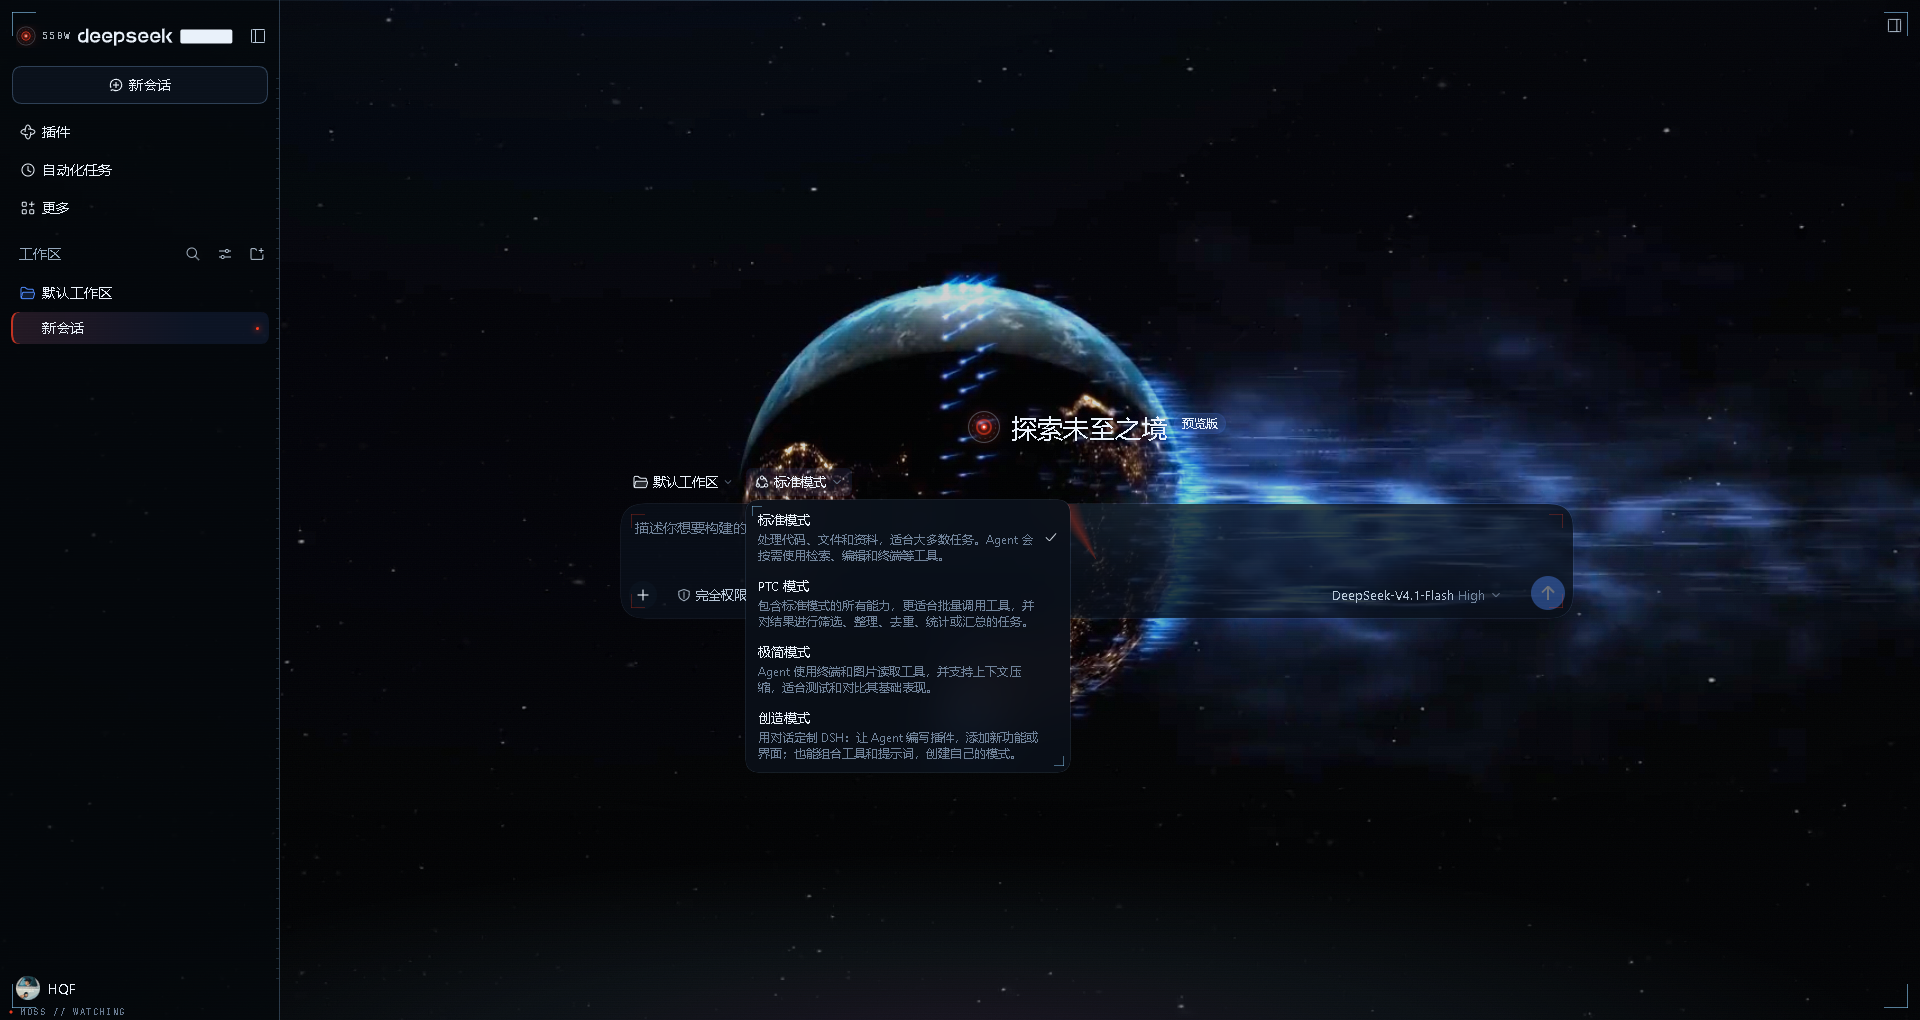 55BW deepseek
新会话
插件
自动化任务
更多
工作区
默认工作区
新会话
探索未至之境 预览版
默认工作区 标准模式
描述你想要构建的
标准模式
处理代码、文件和资料，适合大多数任务。Agent 会
按需使用检索、编辑和终端等工具。
PTC 模式
包含标准模式的所有能力，更适合批量调用工具，并
对结果进行筛选、整理、去重、统计或汇总的任务。
极简模式
Agent 使用终端和图片读取工具，并支持上下文压
缩，适合测试和对比其基础表现。
创造模式
用对话定制 DSH：让 Agent 编写插件，添加新功能或
界面；也能组合工具和提示词，创建自己的模式。
完全权限
DeepSeek-V4.1-Flash High
HQF
MOSS // WATCHING